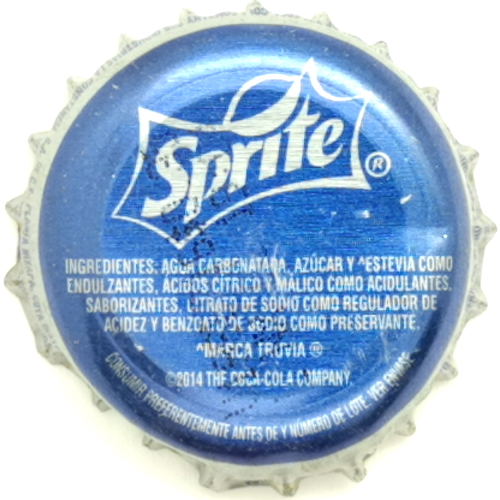 Sprite ®
INGREDIENTES: AGUA CARBONATADA, AZÚCAR Y ^ESTEVIA COMO
ENDULZANTES, ÁCIDOS CÍTRICO Y MÁLICO COMO ACIDULANTES,
SABORIZANTES, CITRATO DE SODIO COMO REGULADOR DE
ACIDEZ Y BENZOATO DE SODIO COMO PRESERVANTE.
^MARCA TRUVIA ®
©2014 THE COCA-COLA COMPANY.
CONSUMIR PREFERENTEMENTE ANTES DE Y NÚMERO DE LOTE: VER ENVASE